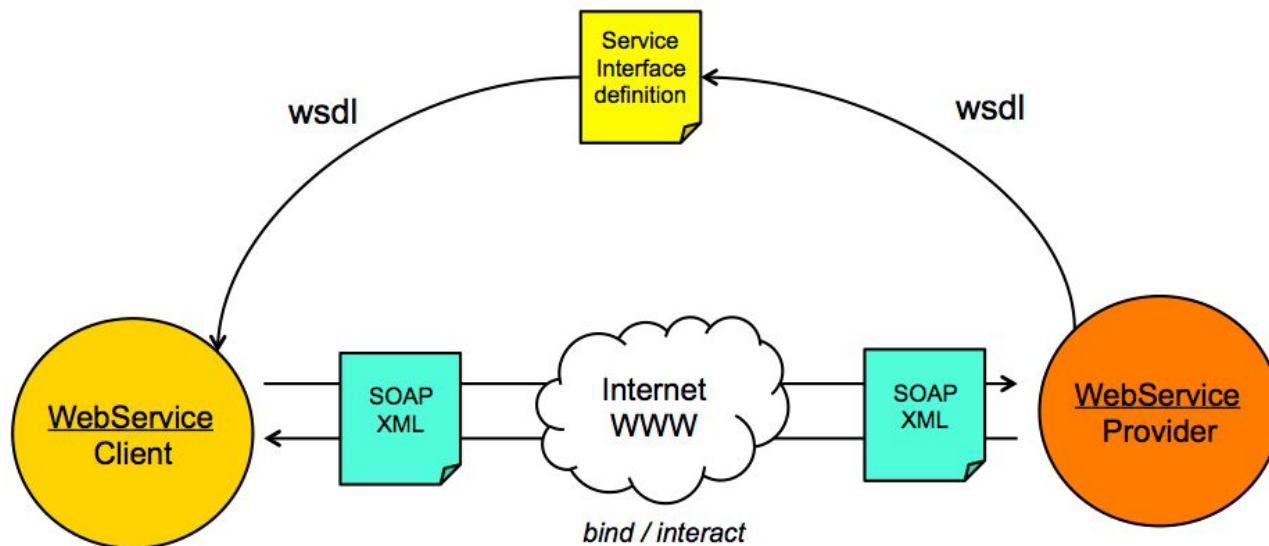 Service
Interface
definition
wsdl
wsdl
WebService
Client
SOAP
XML
Internet
WWW
SOAP
XML
WebService
Provider
bind / interact